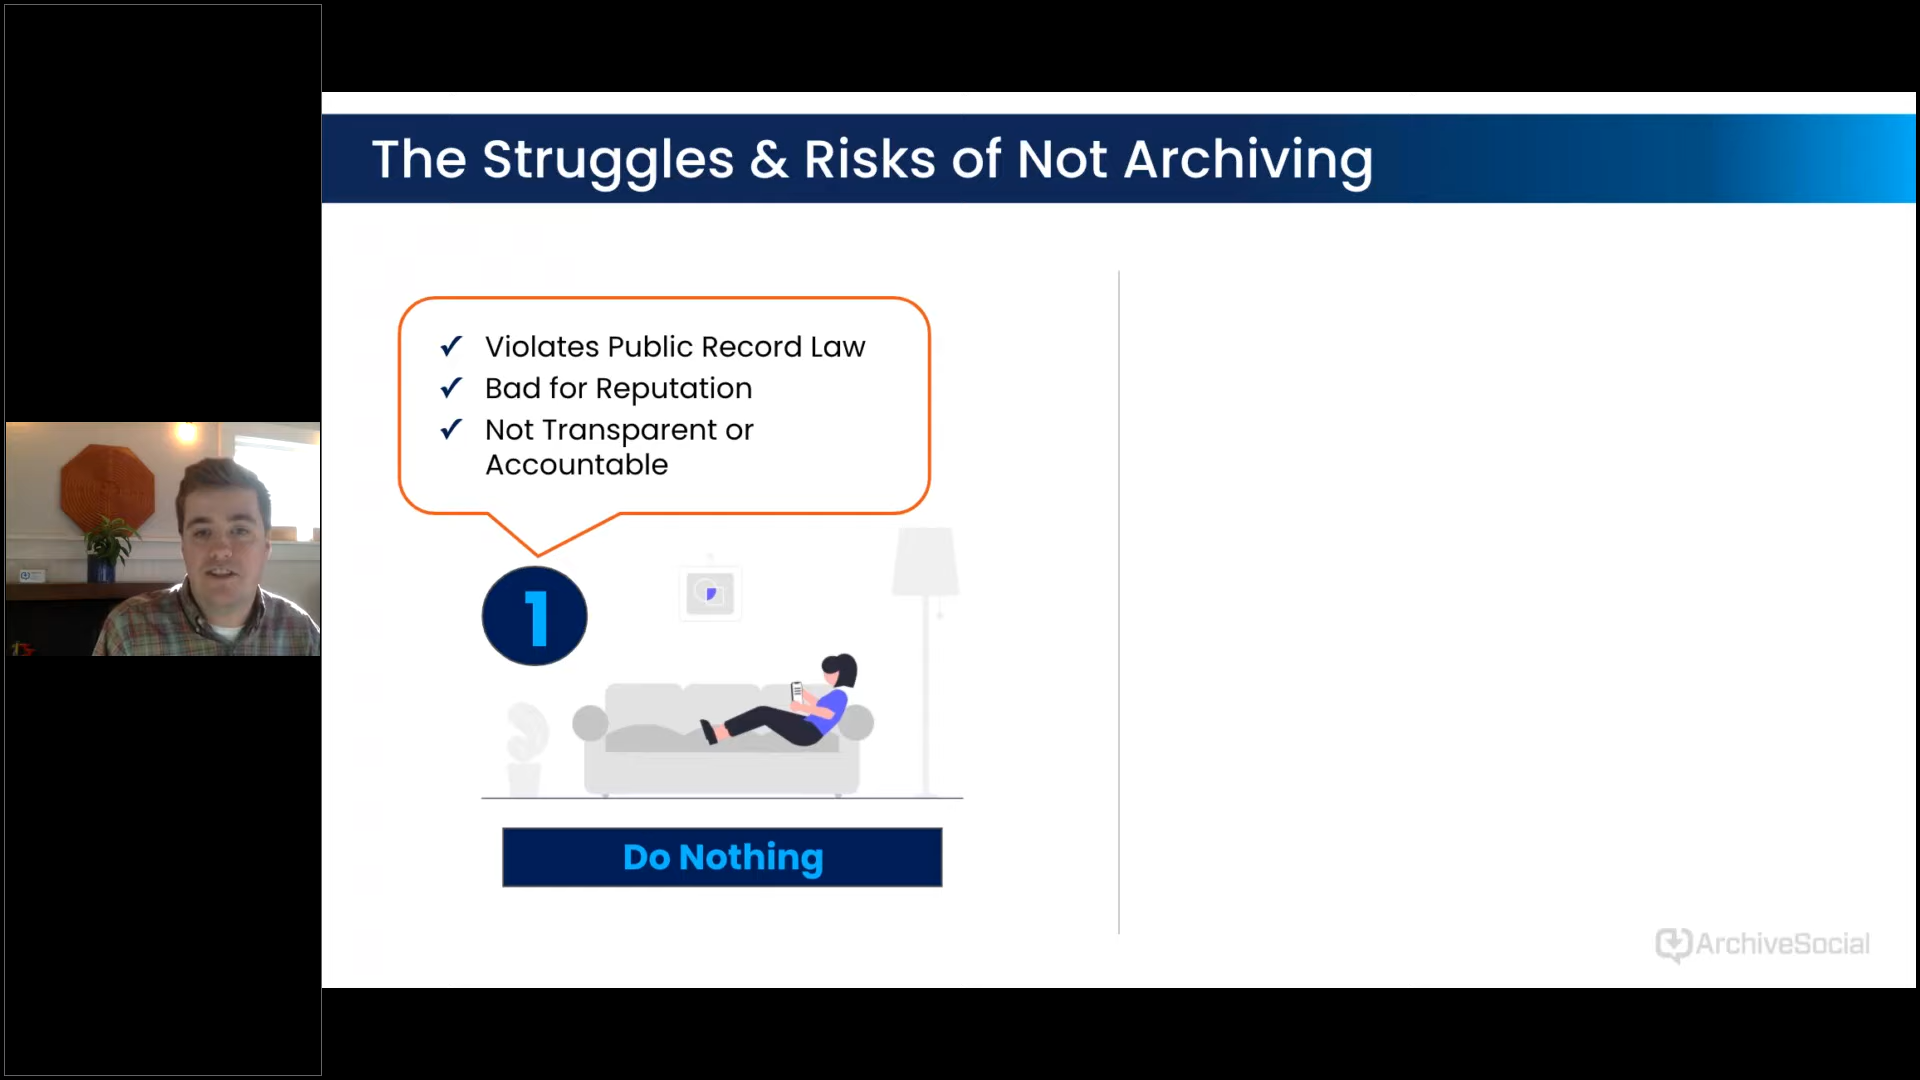 The Struggles & Risks of Not Archiving
✓ Violates Public Record Law
✓ Bad for Reputation
✓ Not Transparent or
Accountable
1
Do Nothing
ArchiveSocial